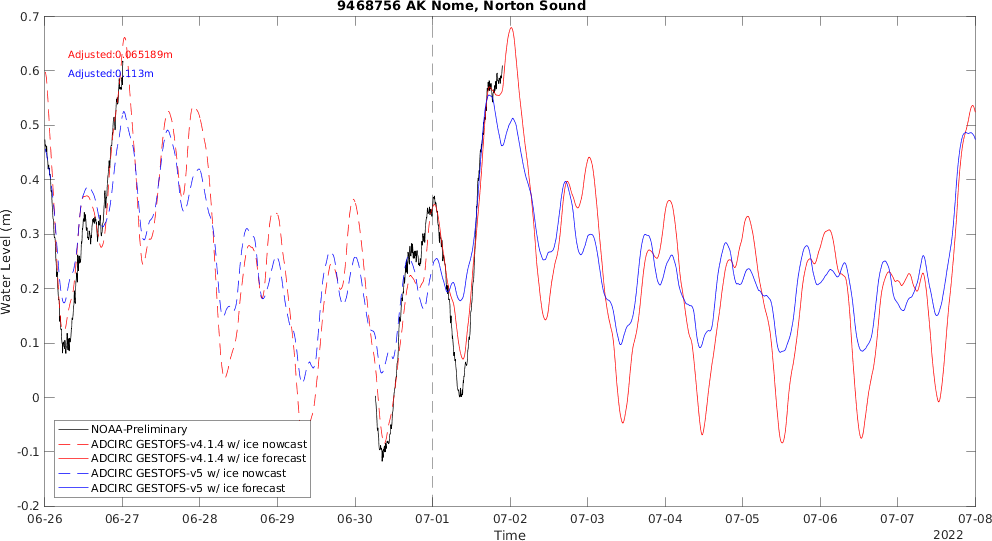 9468756 AK Nome, Norton Sound
0.7
0.6
0.5
0.4
0.3
0.2
0.1
0
-0.1
-0.2
Water Level (m)
Adjusted:0.065189m
Adjusted:0.113m
NOAA-Preliminary
ADCIRC GESTOFS-v4.1.4 w/ ice nowcast
ADCIRC GESTOFS-v4.1.4 w/ ice forecast
ADCIRC GESTOFS-v5 w/ ice nowcast
ADCIRC GESTOFS-v5 w/ ice forecast
06-26 06-27 06-28 06-29 06-30 07-01 07-02 07-03 07-04 07-05 07-06 07-07 07-08
Time
2022